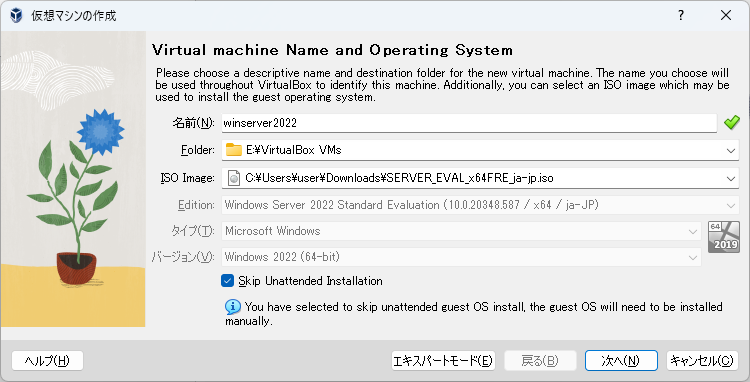 仮想マシンの作成
Virtual machine Name and Operating System
Please choose a descriptive name and destination folder for the new virtual machine. The name you choose will
be used throughout VirtualBox to identify this machine. Additionally, you can select an ISO image which may be
used to install the guest operating system.
名前(N): winserver2022
Folder: E:¥VirtualBox VMs
ISO Image: C:¥Users¥user¥Downloads¥SERVER_EVAL_x64FRE_ja-jp.iso
Edition: Windows Server 2022 Standard Evaluation (10.0.20348.587 / x64 / ja-JP)
タイプ(T): Microsoft Windows
64
2019
バージョン(V): Windows 2022 (64-bit)
Skip Unattended Installation
You have selected to skip unattended guest OS install, the guest OS will need to be installed
manually.
ヘルプ(H) エキスパートモード(E) 戻る(B) 次へ(N) キャンセル(C)